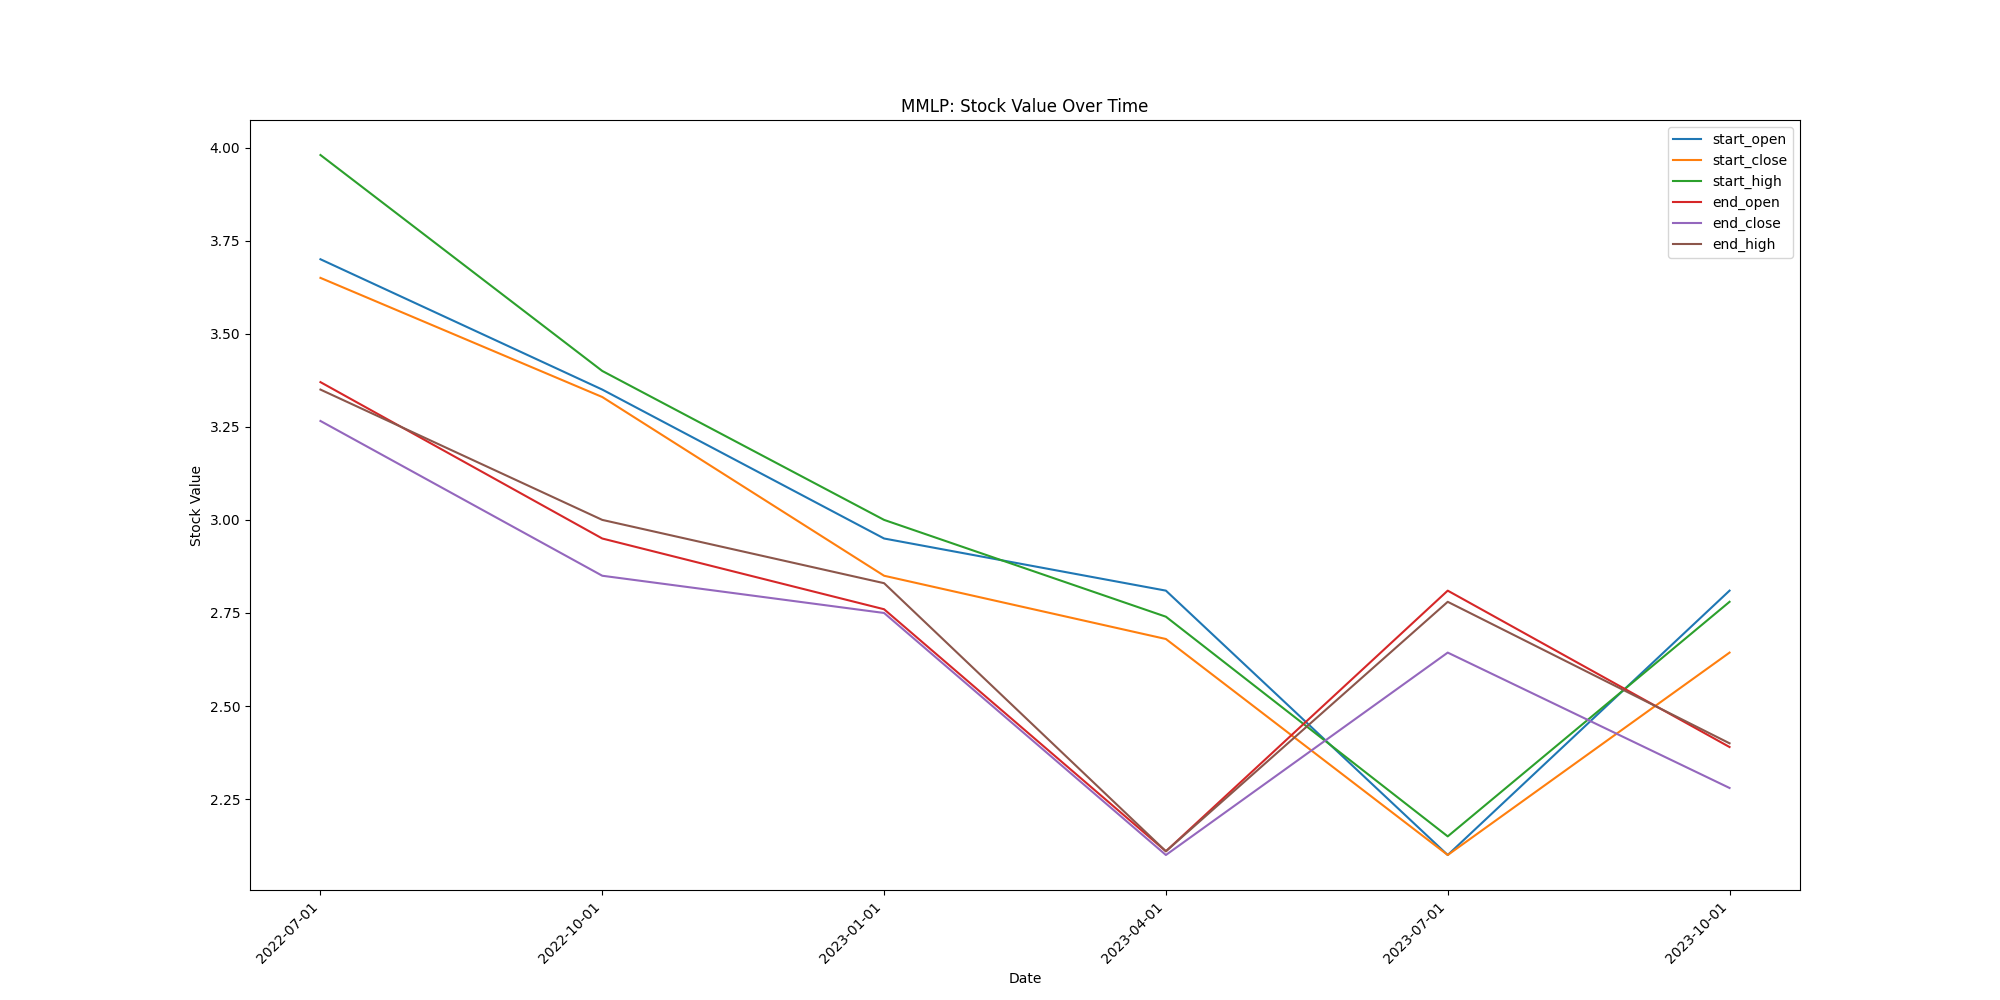 MMLP: Stock Value Over Time
start_open
start_close
start_high
end_open
end_close
end_high
4.00
3.75
3.50
3.25
3.00
2.75
2.50
2.25
Stock Value
2022-07-01
2022-10-01
2023-01-01
2023-04-01
2023-07-01
2023-10-01
Date